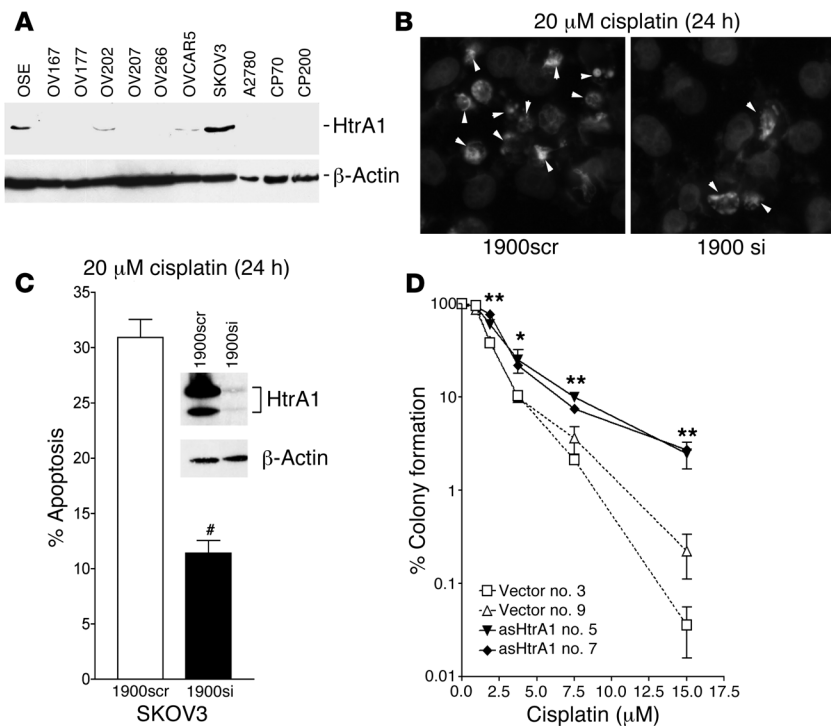 A
OSE
OV167
OV177
OV202
OV207
OV266
OVCAR5
SKOV3
A2780
CP70
CP200
-HtrA1
-β-Actin
B
20 μM cisplatin (24 h)
1900scr
1900 si
C
20 μM cisplatin (24 h)
% Apoptosis
35
30
25
20
15
10
5
0
1900scr
1900si
HtrA1
β-Actin
#
1900scr
1900si
SKOV3
D
% Colony formation
100
10
1
0.1
0.01
**
*
**
**
Vector no. 3
Vector no. 9
asHtrA1 no. 5
asHtrA1 no. 7
0.0 2.5 5.0 7.5 10.0 12.5 15.0 17.5
Cisplatin (μM)